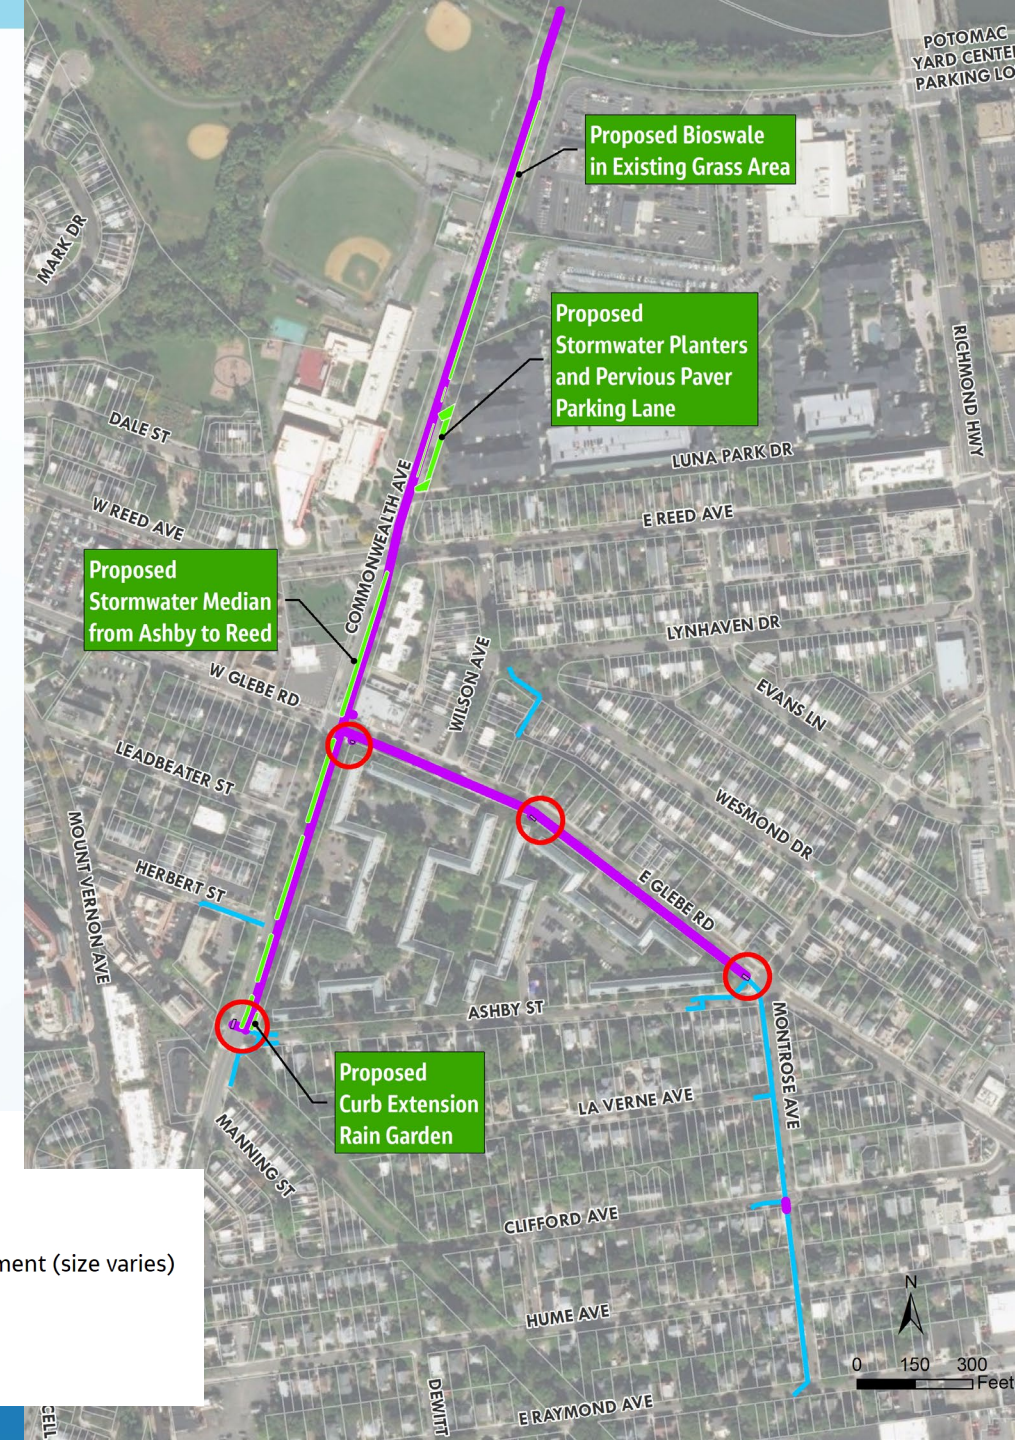 POTOMAC
YARD CENTER
PARKING LO
Proposed Bioswale
in Existing Grass Area
MARK DR
Proposed
Stormwater Planters
and Pervious Paver
Parking Lane
RICHMOND HWY
DALE ST
LUNA PARK DR
W REED AVE
E REED AVE
COMMONWEALTH AVE
Proposed
Stormwater Median
from Ashby to Reed
LYNHAVEN DR
W GLEBE RD
WILSON AVE
EVANS LN
LEADBEATER ST
WESMOND DR
MOUNT VERNON AVE
HERBERT ST
E GLEBE RD
ASHBY ST
MONTROSE AVE
Proposed
Curb Extension
Rain Garden
LA VERNE AVE
MANNING ST
CLIFFORD AVE
ment (size varies)
HUME AVE
N
0 150 300
Feet
DEWITT
E RAYMOND AVE
CELL